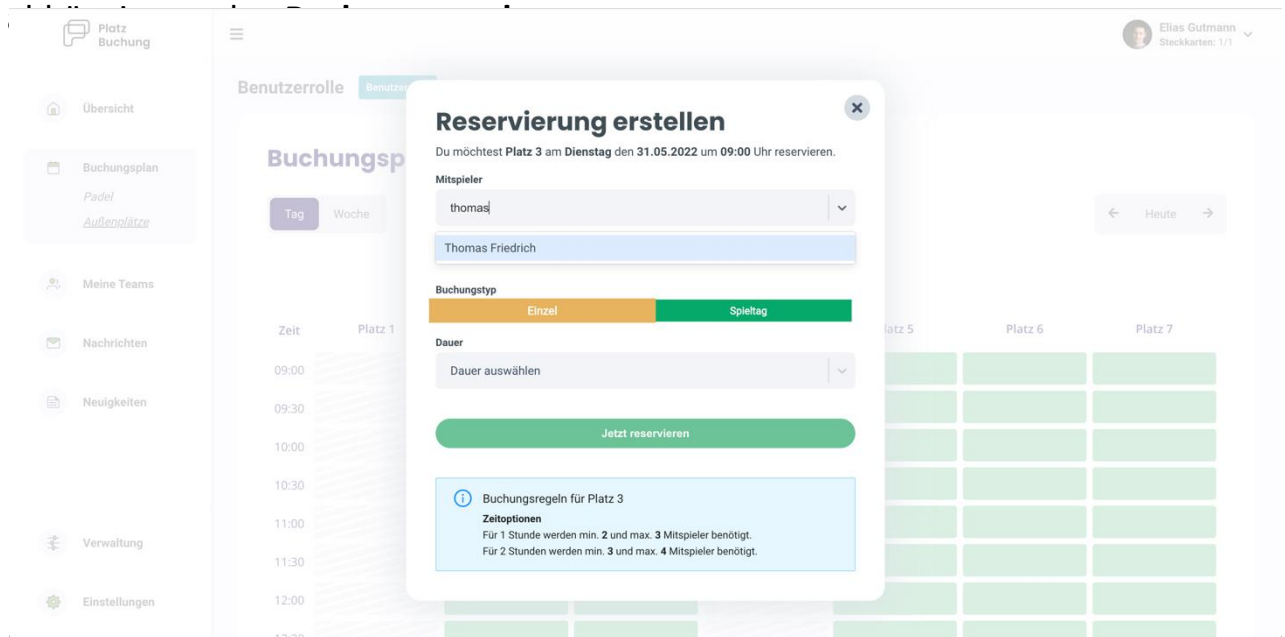 Platz
Buchung
Elias Gutmann
Steckkarten: 1/1
Benutzerrolle
Übersicht
Buchungsplan
Padel
Außenplätze
Meine Teams
Nachrichten
Neuigkeiten
Verwaltung
Einstellungen
Tag Woche
← Heute →
Reservierung erstellen
Du möchtest Platz 3 am Dienstag den 31.05.2022 um 09:00 Uhr reservieren.
Mitspieler
thomas
Thomas Friedrich
Buchungstyp
Einzel Spieltag
Dauer
Dauer auswählen
Jetzt reservieren
Buchungsregeln für Platz 3
Zeitoptionen
Für 1 Stunde werden min. 2 und max. 3 Mitspieler benötigt.
Für 2 Stunden werden min. 3 und max. 4 Mitspieler benötigt.
Zeit Platz 1 Platz 6 Platz 7
09:00
09:30
10:00
10:30
11:00
11:30
12:00